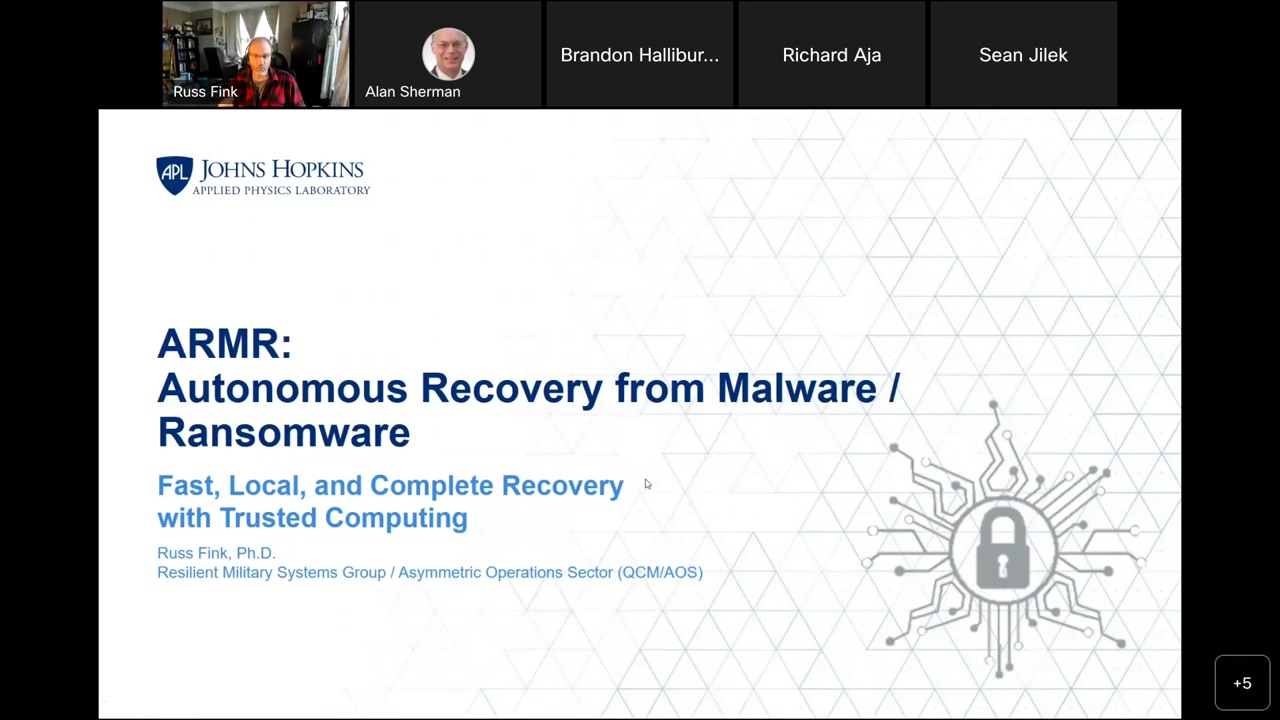 Russ Fink
Alan Sherman
Brandon Hallibur...
Richard Aja
Sean Jilek
APL JOHNS HOPKINS
APPLIED PHYSICS LABORATORY
ARMR:
Autonomous Recovery from Malware /
Ransomware
Fast, Local, and Complete Recovery
with Trusted Computing
Russ Fink, Ph.D.
Resilient Military Systems Group / Asymmetric Operations Sector (QCM/AOS)
+5